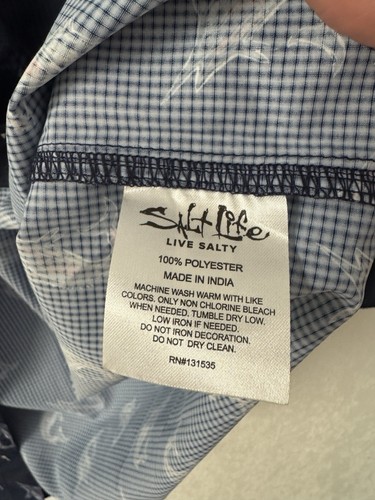 Salt Life
LIVE SALTY
100% POLYESTER
MADE IN INDIA
MACHINE WASH WARM WITH LIKE
COLORS. ONLY NON CHLORINE BLEACH
WHEN NEEDED. TUMBLE DRY LOW.
LOW IRON IF NEEDED.
DO NOT IRON DECORATION.
DO NOT DRY CLEAN.
RN#131535